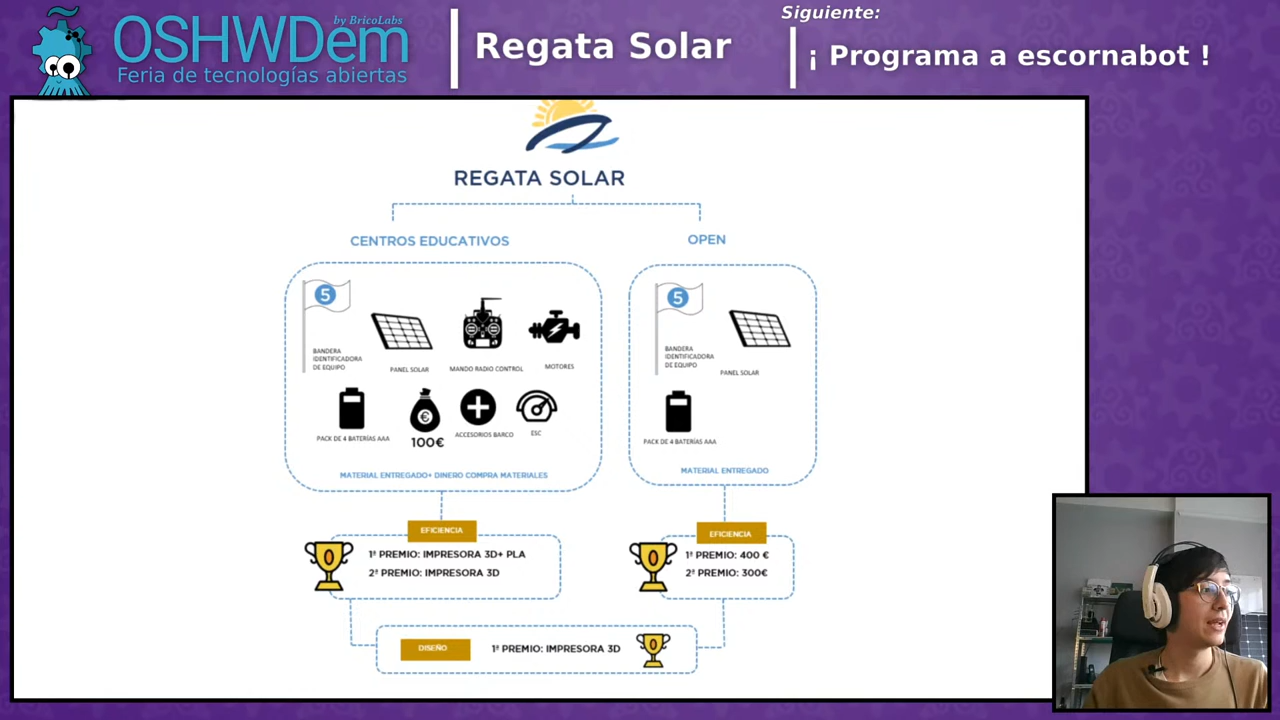 by BricoLabs
OSHWDem
Feria de tecnologías abiertas
Regata Solar
Siguiente:
¡ Programa a escornabot !
REGATA SOLAR
CENTROS EDUCATIVOS
5
BANDERA
IDENTIFICADORA
DE EQUIPO
PANEL SOLAR
MANDO RADIO CONTROL
MOTORES
PACK DE 4 BATERÍAS AAA
100€
ACCESORIOS BARCO
ESC
MATERIAL ENTREGADO+ DINERO COMPRA MATERIALES
OPEN
5
BANDERA
IDENTIFICADORA
DE EQUIPO
PANEL SOLAR
PACK DE 4 BATERÍAS AAA
MATERIAL ENTREGADO
EFICIENCIA
1º PREMIO: IMPRESORA 3D+ PLA
2º PREMIO: IMPRESORA 3D
EFICIENCIA
1º PREMIO: 400 €
2º PREMIO: 300€
DISEÑO
1º PREMIO: IMPRESORA 3D